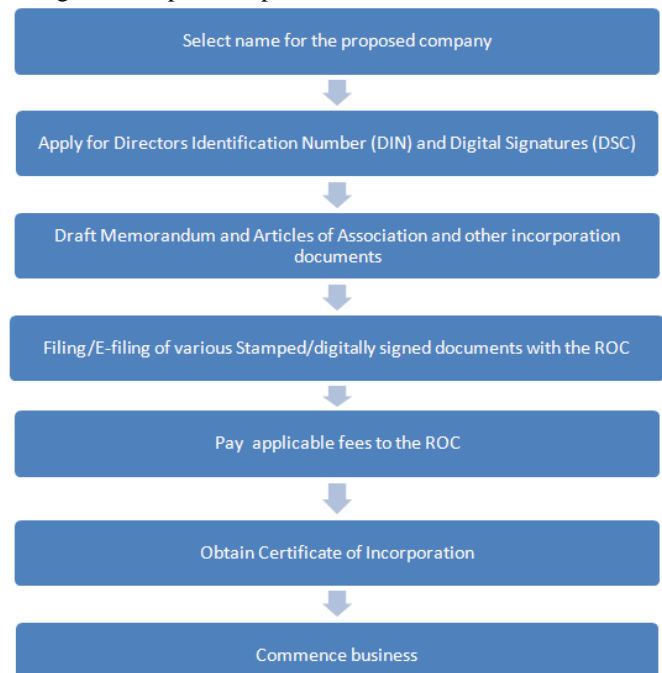 Select name for the proposed company
Apply for Directors Identification Number (DIN) and Digital Signatures (DSC)
Draft Memorandum and Articles of Association and other incorporation
documents
Filing/E-filing of various Stamped/digitally signed documents with the ROC
Pay applicable fees to the ROC
Obtain Certificate of Incorporation
Commence business